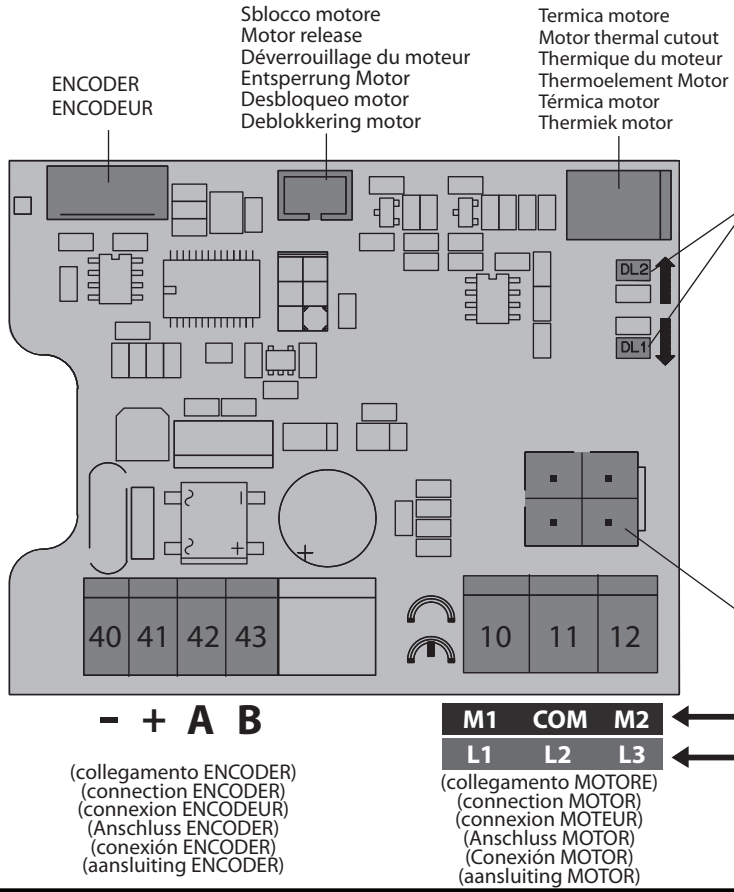 Sblocco motore
Motor release
Déverrouillage du moteur
Entsperrung Motor
Desbloqueo motor
Deblokkering motor
Termica motore
Motor thermal cutout
Thermique du moteur
Thermoelement Motor
Térmica motor
Thermiek motor
ENCODER
ENCODEUR
DL2
DL1
40 41 42 43
10 11 12
- + A B
M1 COM M2
L1 L2 L3
(collegamento ENCODER)
(connection ENCODER)
(connexion ENCODEUR)
(Anschluss ENCODER)
(conexión ENCODER)
(aansluiting ENCODER)
(collegamento MOTORE)
(connection MOTOR)
(connexion MOTEUR)
(Anschluss MOTOR)
(Conexión MOTOR)
(aansluiting MOTOR)